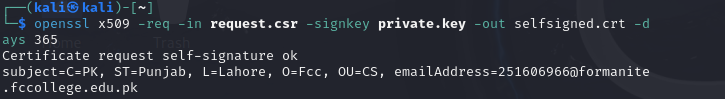 ┌──(kali㉿kali)-[~]
└─$ openssl x509 -req -in request.csr -signkey private.key -out selfsigned.crt -d
ays 365
Certificate request self-signature ok
subject=C=PK, ST=Punjab, L=Lahore, O=Fcc, OU=CS, emailAddress=251606966@formanite
.fccollege.edu.pk